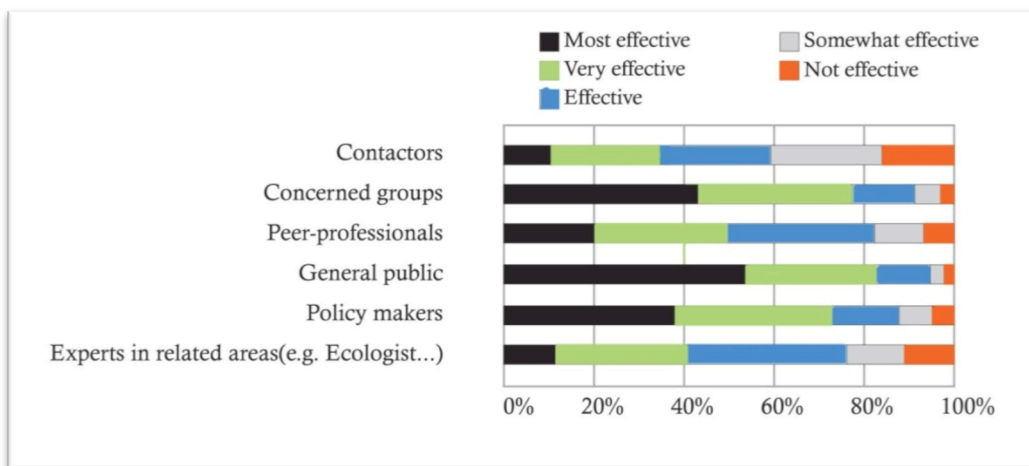 Most effective
Somewhat effective
Very effective
Not effective
Effective
Contactors
Concerned groups
Peer-professionals
General public
Policy makers
Experts in related areas(e.g. Ecologist...)
0% 20% 40% 60% 80% 100%